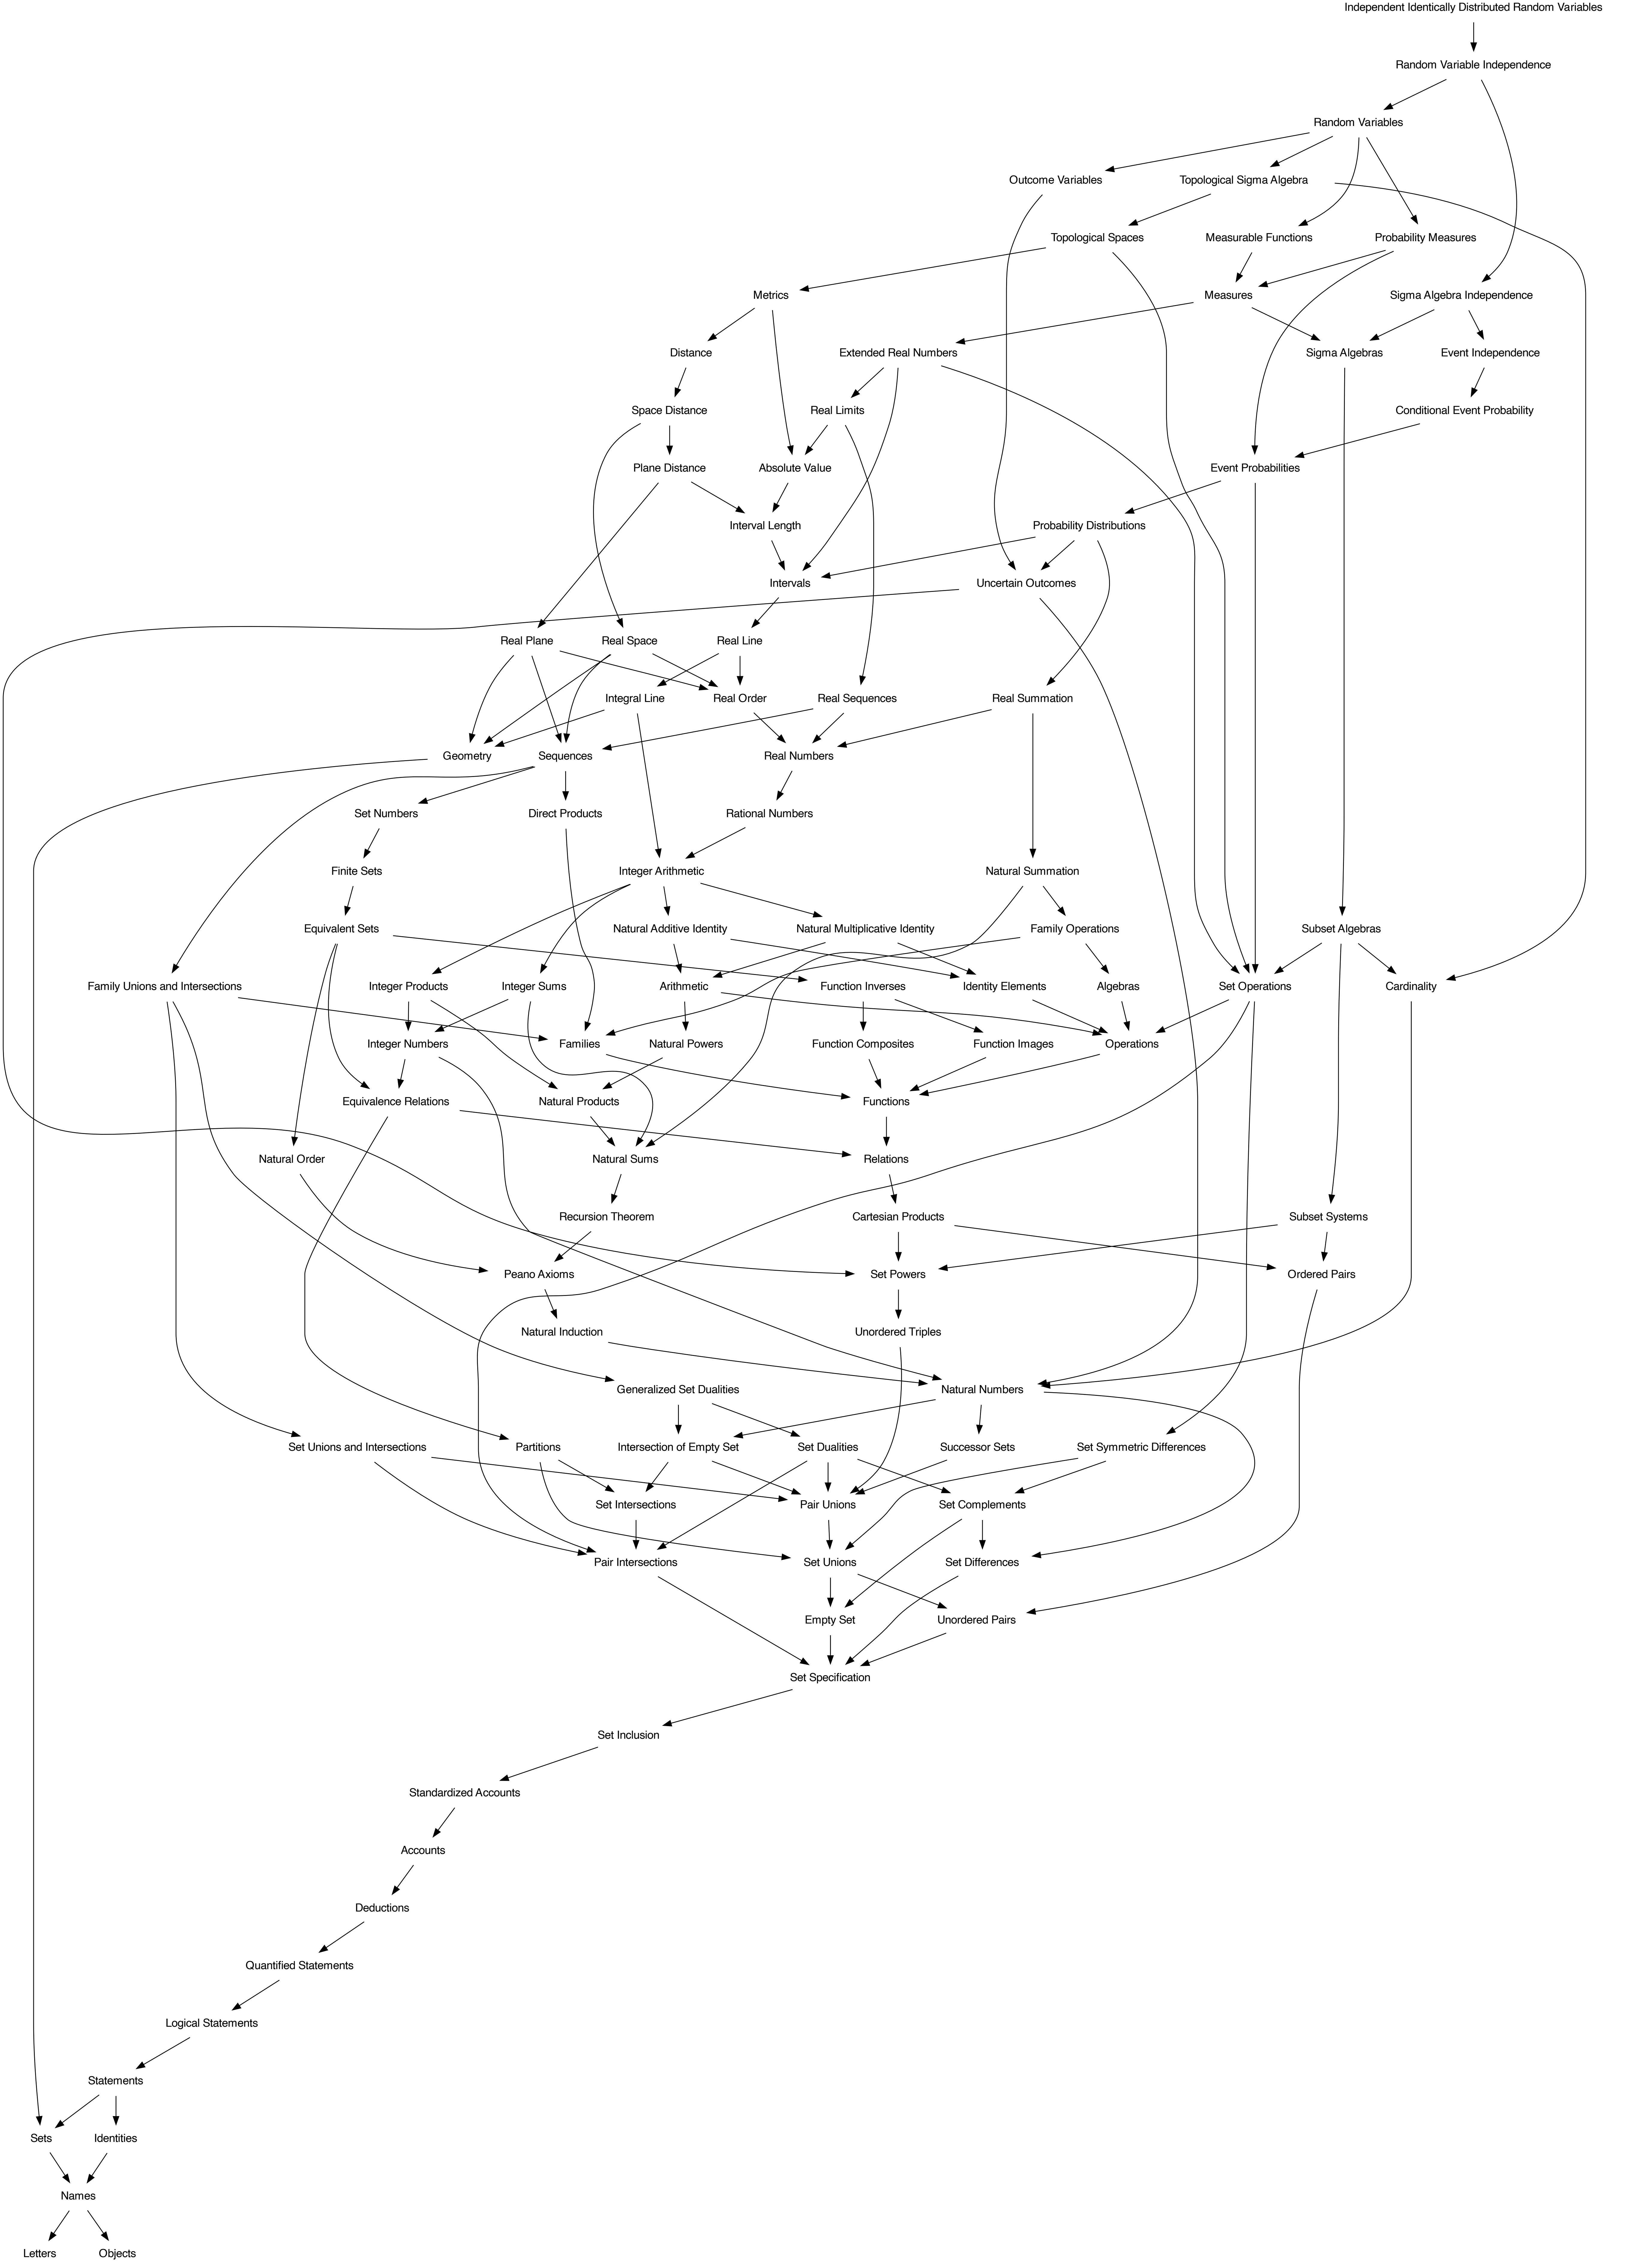 Independent Identically Distributed Random Variables
Random Variable Independence
Random Variables
Outcome Variables
Topological Sigma Algebra
Topological Spaces
Measurable Functions
Probability Measures
Metrics
Measures
Sigma Algebra Independence
Distance
Extended Real Numbers
Sigma Algebras
Event Independence
Space Distance
Real Limits
Conditional Event Probability
Plane Distance
Absolute Value
Event Probabilities
Interval Length
Probability Distributions
Intervals
Uncertain Outcomes
Real Plane
Real Space
Real Line
Integral Line
Real Order
Real Sequences
Real Summation
Geometry
Sequences
Real Numbers
Set Numbers
Direct Products
Rational Numbers
Finite Sets
Integer Arithmetic
Natural Summation
Equivalent Sets
Natural Additive Identity
Natural Multiplicative Identity
Family Operations
Subset Algebras
Family Unions and Intersections
Integer Products
Integer Sums
Arithmetic
Function Inverses
Identity Elements
Algebras
Set Operations
Cardinality
Integer Numbers
Families
Natural Powers
Function Composites
Function Images
Operations
Equivalence Relations
Natural Products
Functions
Natural Order
Natural Sums
Relations
Recursion Theorem
Cartesian Products
Subset Systems
Peano Axioms
Set Powers
Ordered Pairs
Natural Induction
Unordered Triples
Generalized Set Dualities
Natural Numbers
Set Unions and Intersections
Partitions
Intersection of Empty Set
Set Dualities
Successor Sets
Set Symmetric Differences
Set Intersections
Pair Unions
Set Complements
Pair Intersections
Set Unions
Set Differences
Empty Set
Unordered Pairs
Set Specification
Set Inclusion
Standardized Accounts
Accounts
Deductions
Quantified Statements
Logical Statements
Statements
Sets
Identities
Names
Letters
Objects